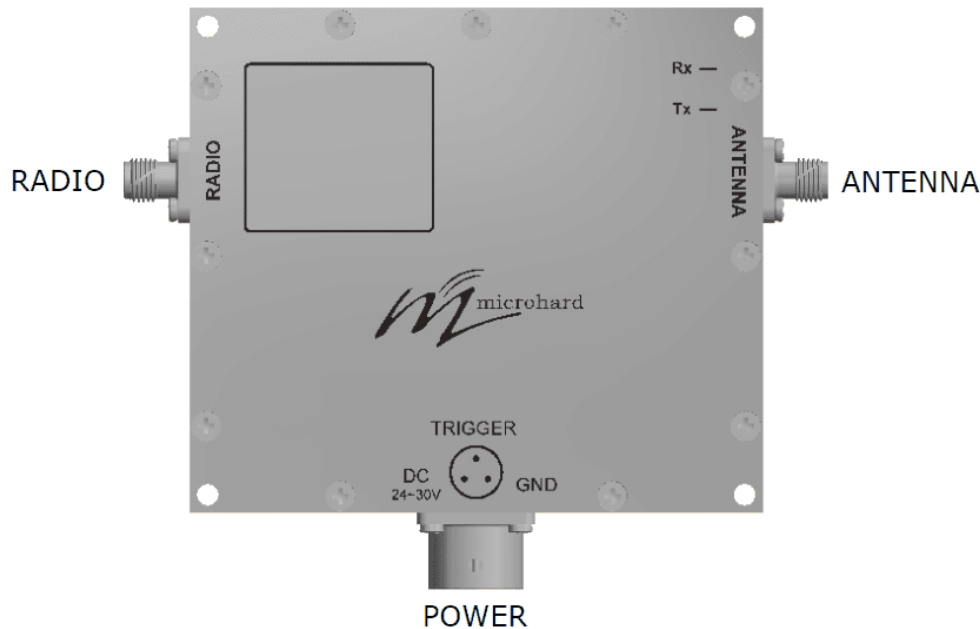 Rx —
Tx —
RADIO
RADIO
ANTENNA
ANTENNA
microhard
TRIGGER
DC
24~30V
GND
POWER